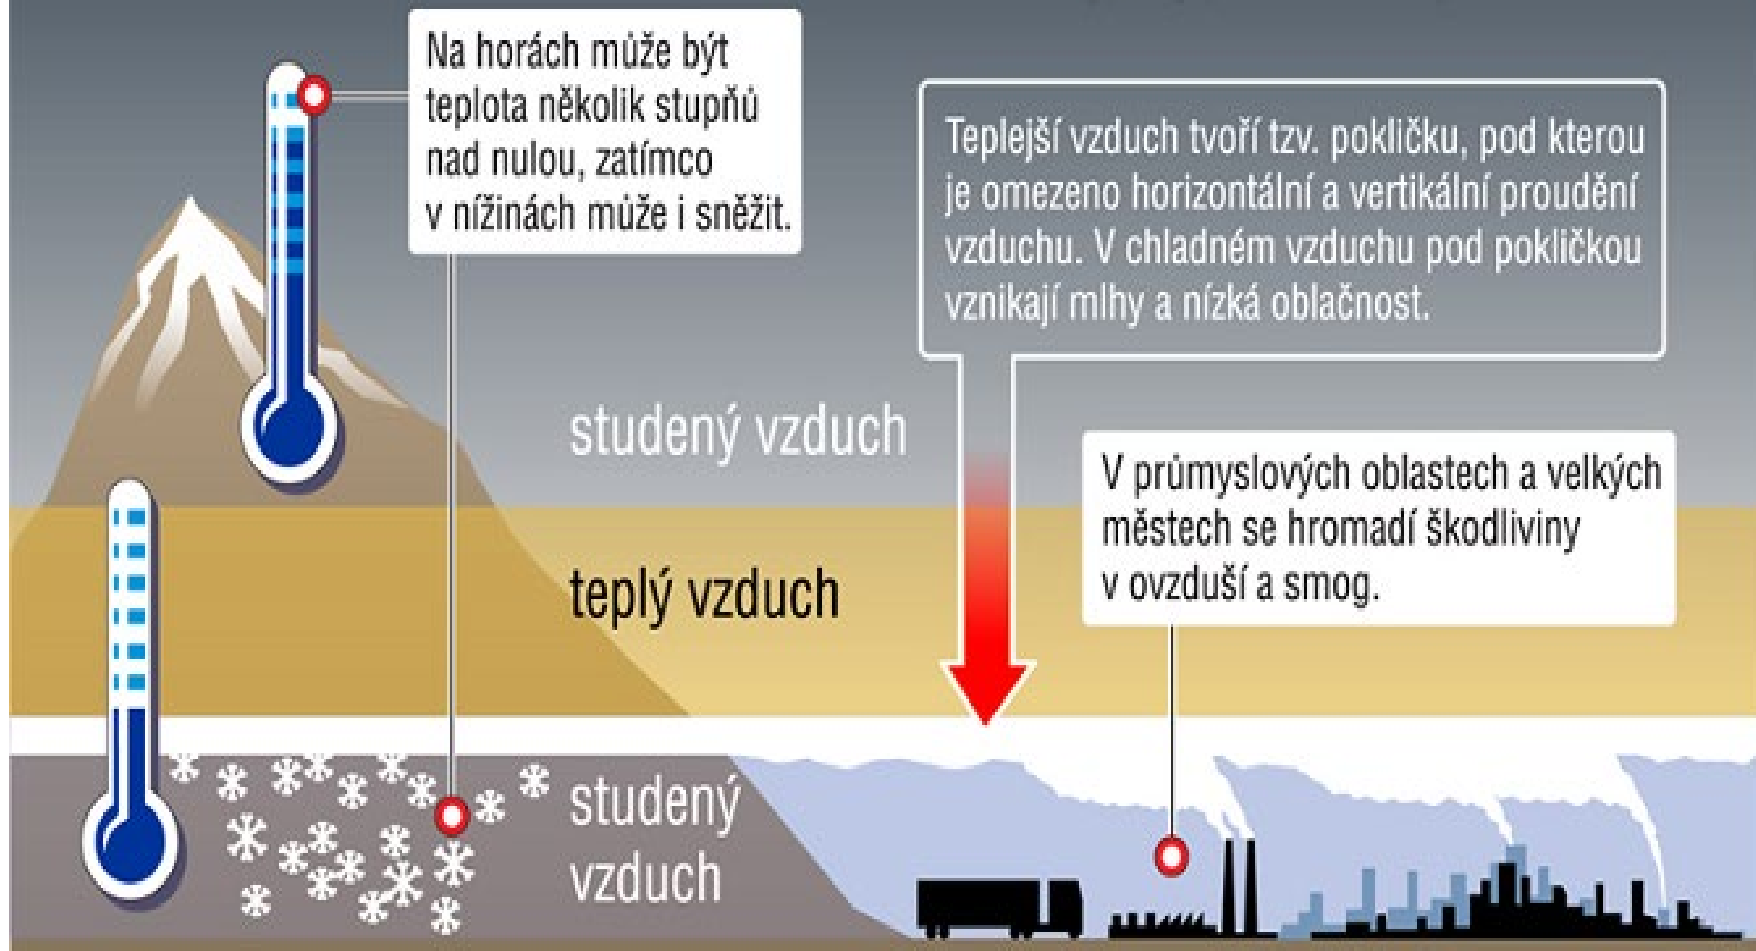 Na horách může být
teplota několik stupňů
nad nulou, zatímco
v nížinách může i sněžit.
Teplejší vzduch tvoří tzv. pokličku, pod kterou
je omezeno horizontální a vertikální proudění
vzduchu. V chladném vzduchu pod pokličkou
vznikají mlhy a nízká oblačnost.
studený vzduch
V průmyslových oblastech a velkých
městech se hromadí škodliviny
v ovzduší a smog.
teplý vzduch
studený
vzduch